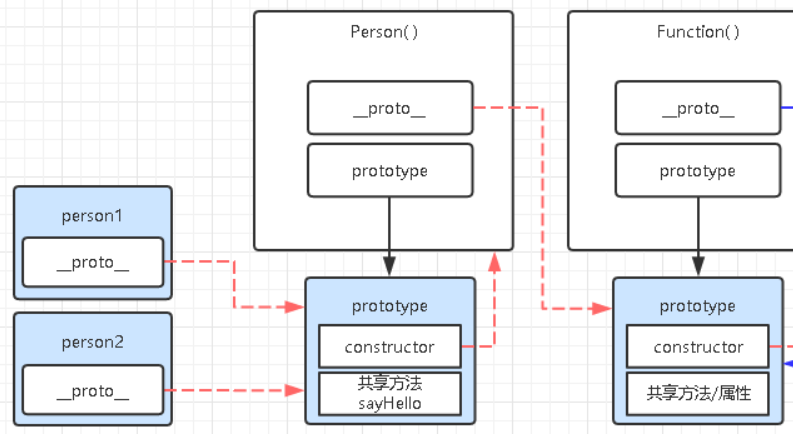 Person( )
__proto__
prototype
Function( )
__proto__
prototype
person1
__proto__
person2
__proto__
prototype
constructor
共享方法
sayHello
prototype
constructor
共享方法/属性